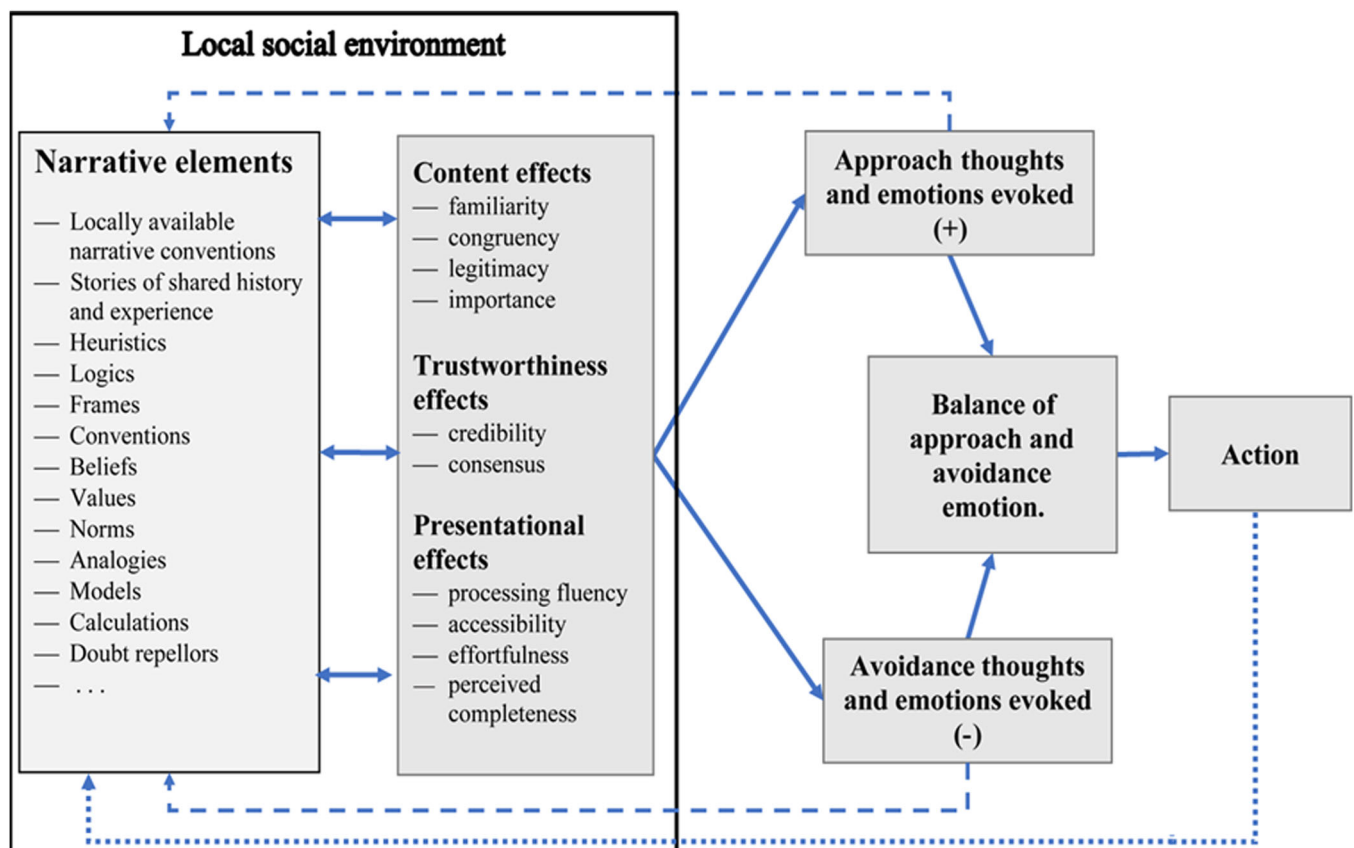 Local social environment
Narrative elements
— Locally available
narrative conventions
— Stories of shared history
and experience
— Heuristics
— Logics
— Frames
— Conventions
— Beliefs
— Values
— Norms
— Analogies
— Models
— Calculations
— Doubt repellors
— . . .
Content effects
— familiarity
— congruency
— legitimacy
— importance
Trustworthiness
effects
— credibility
— consensus
Presentational
effects
— processing fluency
— accessibility
— effortfulness
— perceived
completeness
Approach thoughts
and emotions evoked
(+)
Balance of
approach and
avoidance
emotion.
Action
Avoidance thoughts
and emotions evoked
(-)